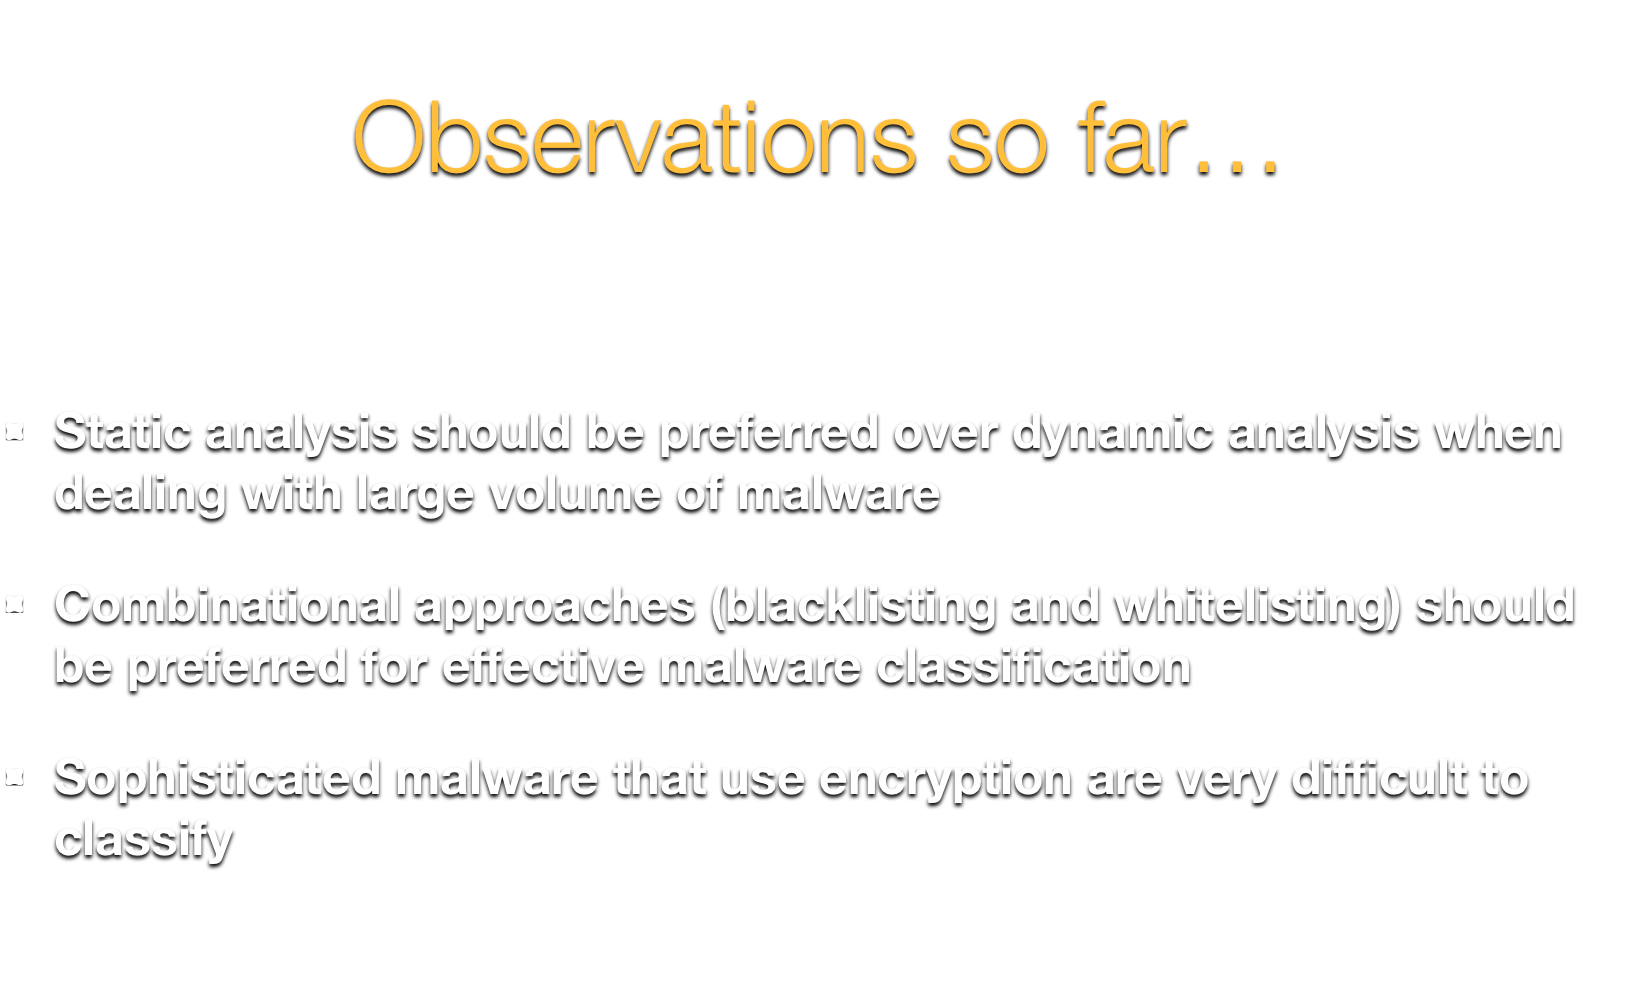 Observations so far…
▪ Static analysis should be preferred over dynamic analysis when
dealing with large volume of malware
▪ Combinational approaches (blacklisting and whitelisting) should
be preferred for effective malware classification
▪ Sophisticated malware that use encryption are very difficult to
classify